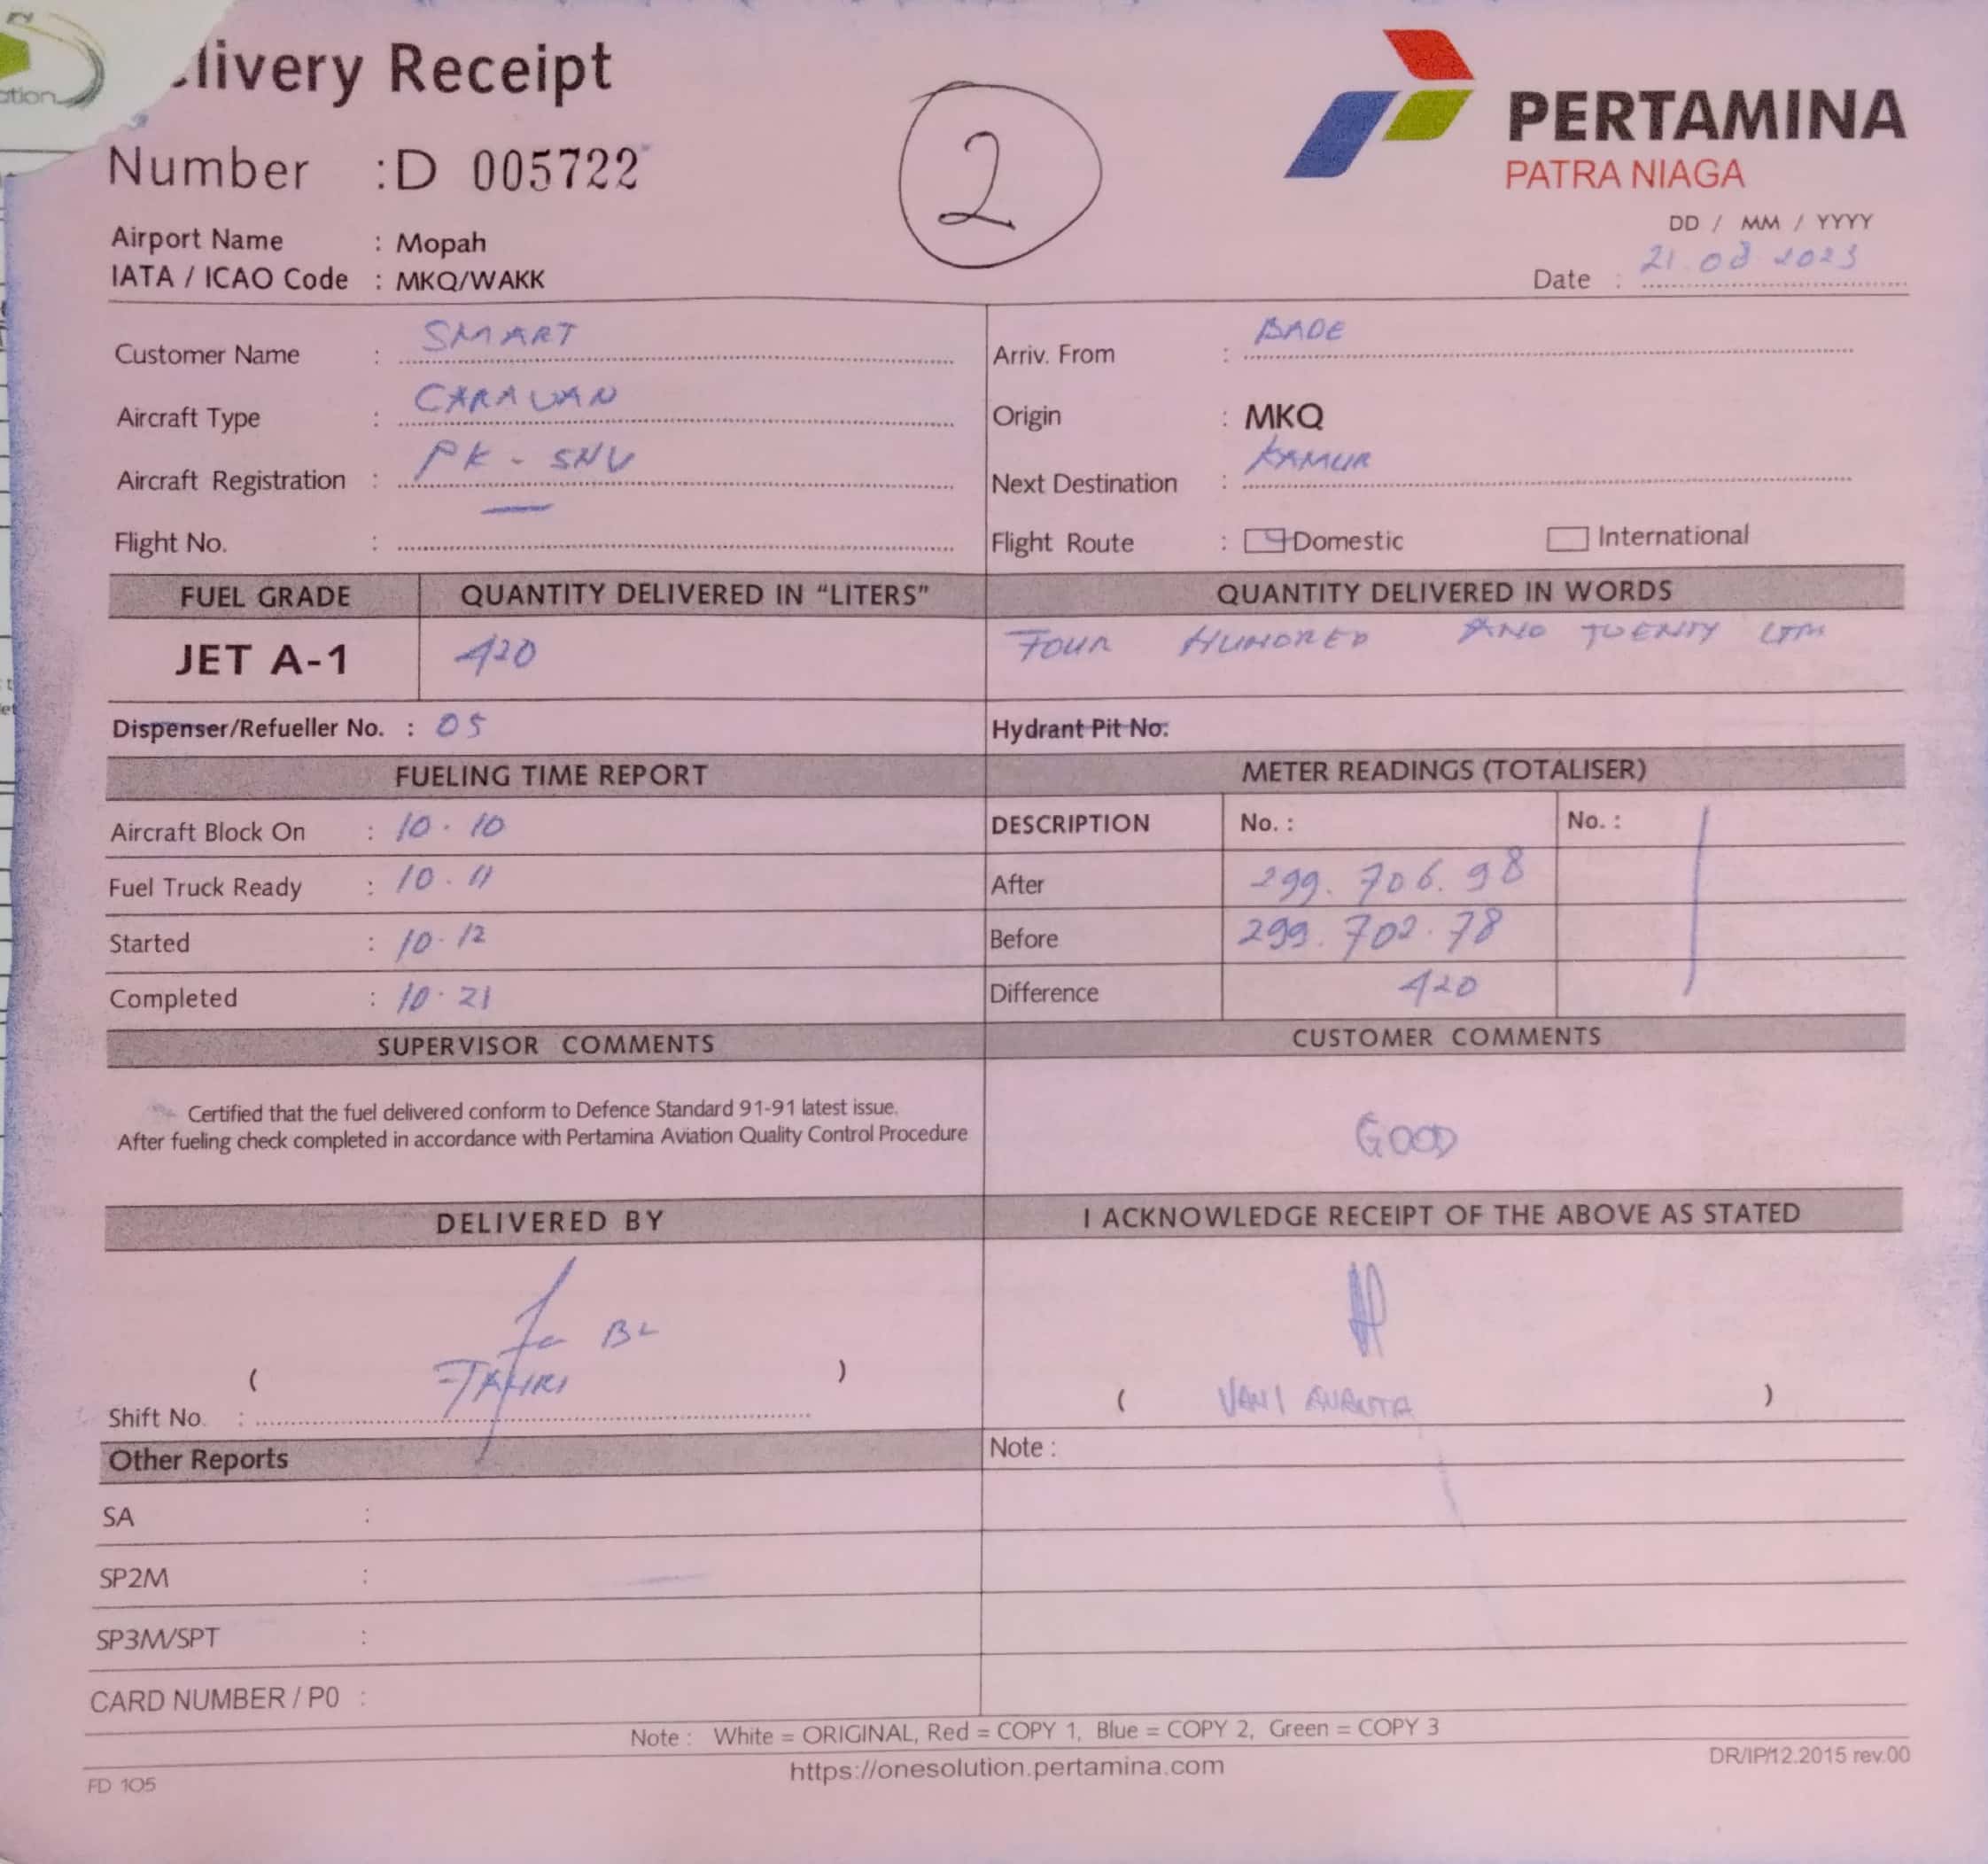 livery Receipt
2
PERTAMINA
PATRA NIAGA
Number : D 005722
DD / MM / YYYY
Airport Name : Mopah
IATA / ICAO Code : MKQ/WAKK
Date : 21.08 2023
Customer Name : SMART
Arriv. From : BADE
Aircraft Type : CARAVAN
Origin : MKQ
Aircraft Registration : PK - SNV
Next Destination : KAMUR
Flight No. :
Flight Route : Domestic International
FUEL GRADE QUANTITY DELIVERED IN “LITERS” QUANTITY DELIVERED IN WORDS
JET A-1 420 FOUR HUNDRED AND TWENTY LTR
Dispenser/Refueller No. : 05 Hydrant Pit No:
FUELING TIME REPORT METER READINGS (TOTALISER)
Aircraft Block On : 10.10 DESCRIPTION No. : No. :
Fuel Truck Ready : 10.11 After 299.706.98
Started : 10.12 Before 299.702.78
Completed : 10.21 Difference 420
SUPERVISOR COMMENTS CUSTOMER COMMENTS
Certified that the fuel delivered conform to Defence Standard 91-91 latest issue.
After fueling check completed in accordance with Pertamina Aviation Quality Control Procedure
GOOD
DELIVERED BY I ACKNOWLEDGE RECEIPT OF THE ABOVE AS STATED
( )
Shift No. :
( VANI )
Other Reports Note :
SA :
SP2M :
SP3M/SPT :
CARD NUMBER / P0 :
Note : White = ORIGINAL, Red = COPY 1, Blue = COPY 2, Green = COPY 3
https://onesolution.pertamina.com
DR/IP/12.2015 rev.00
FD 105